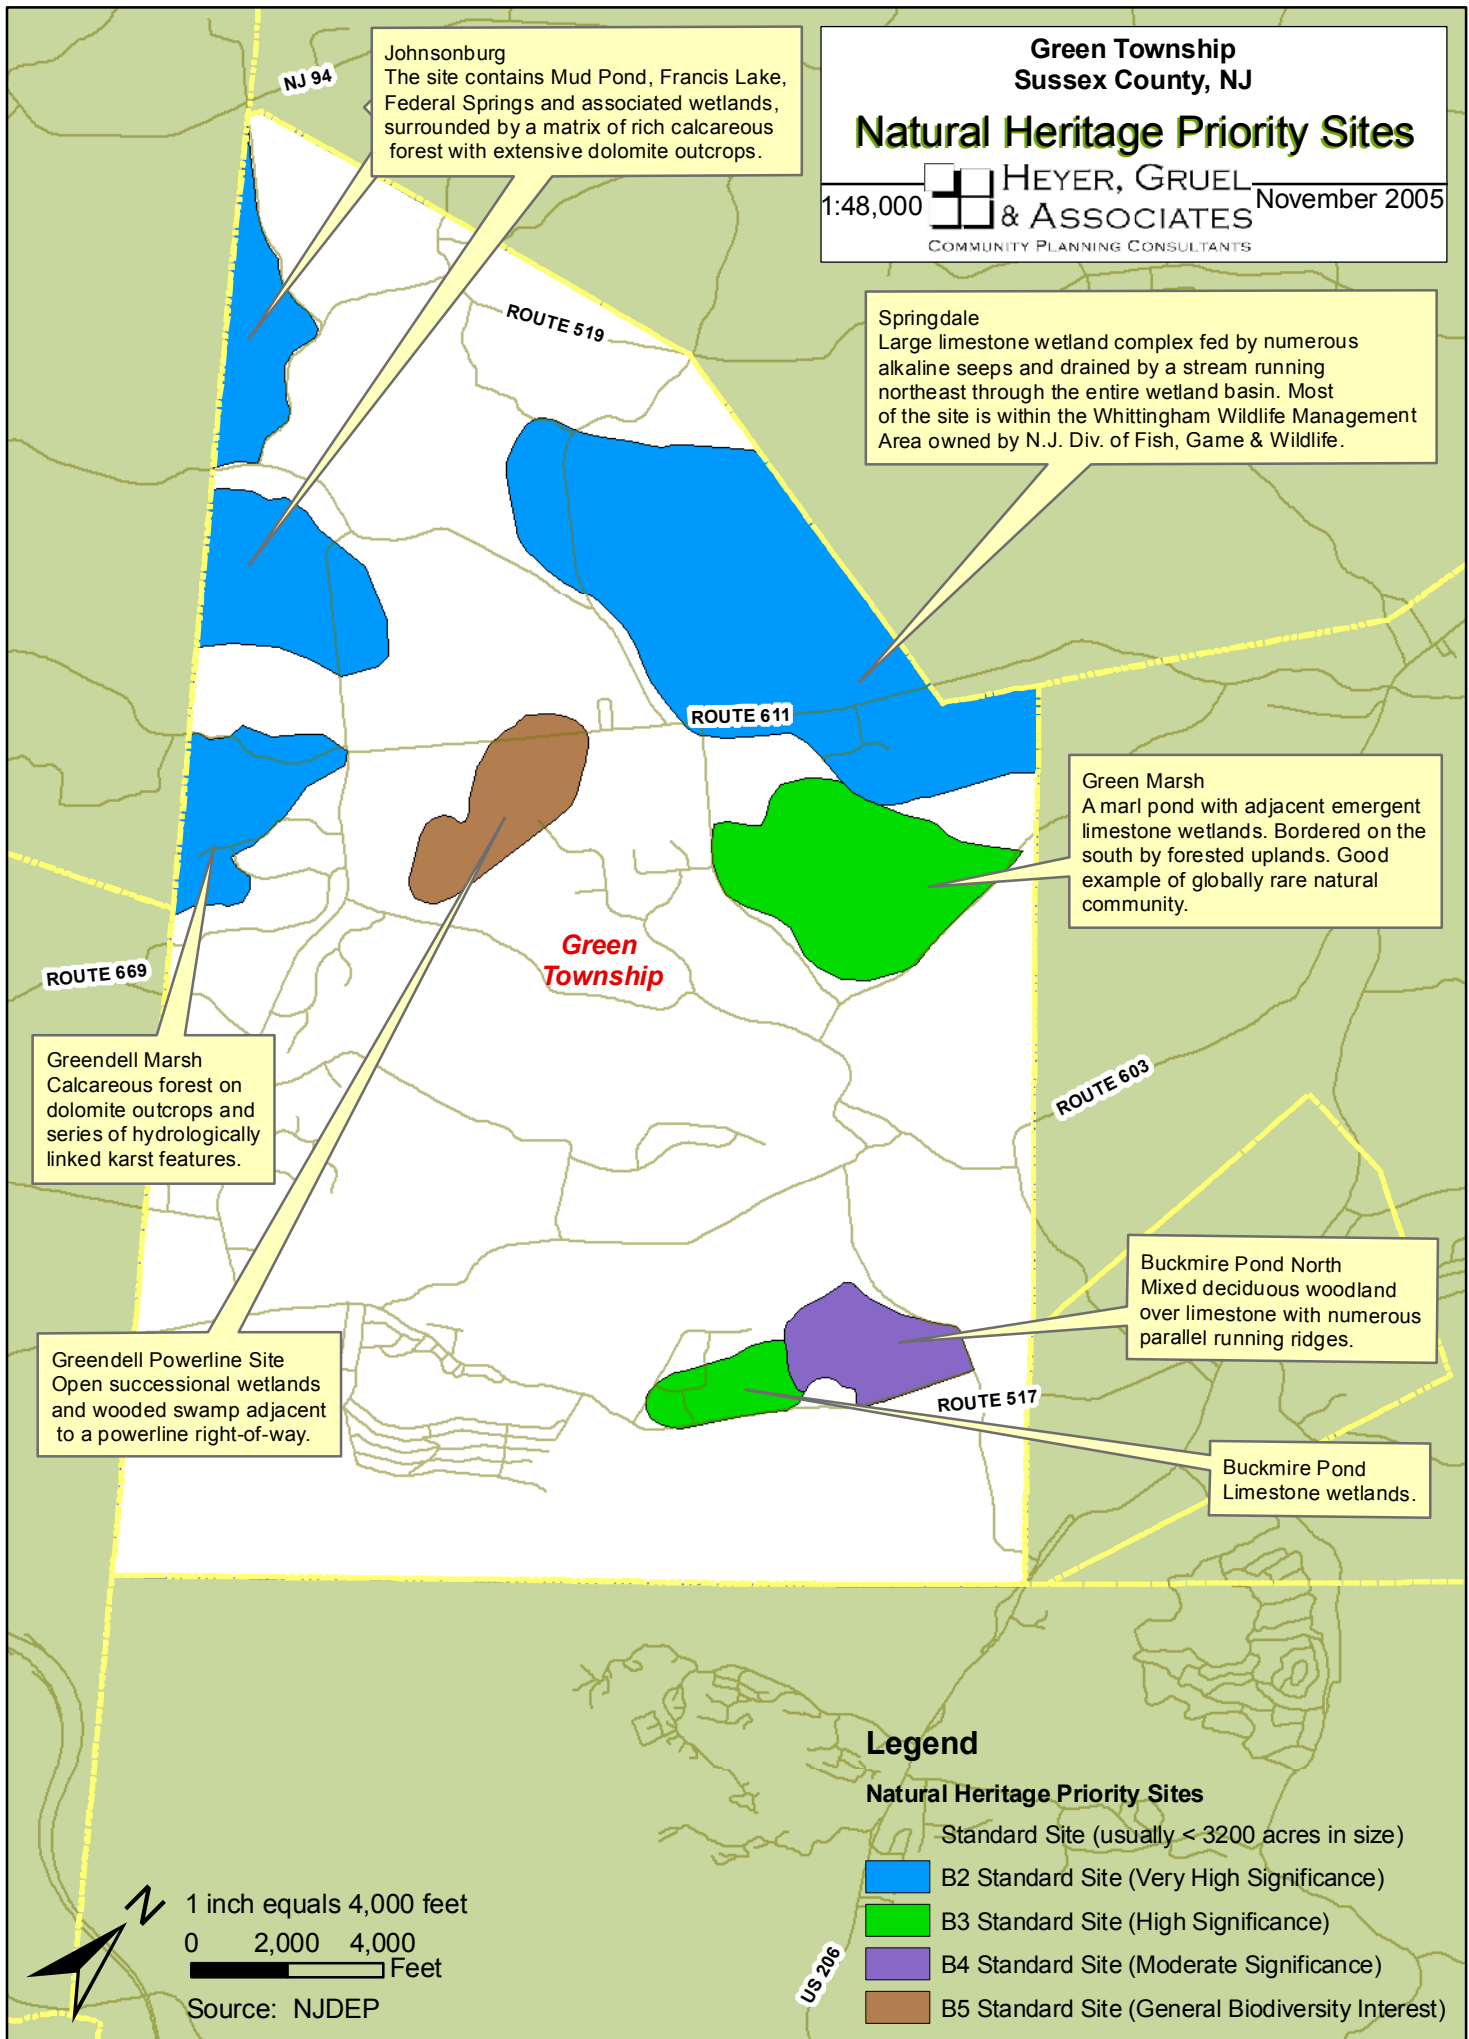 Green Township
Sussex County, NJ
Natural Heritage Priority Sites
1:48,000
HEYER, GRUEL
& ASSOCIATES
COMMUNITY PLANNING CONSULTANTS
November 2005
Johnsonburg
The site contains Mud Pond, Francis Lake,
Federal Springs and associated wetlands,
surrounded by a matrix of rich calcareous
forest with extensive dolomite outcrops.
NJ 94
ROUTE 519
Springdale
Large limestone wetland complex fed by numerous
alkaline seeps and drained by a stream running
northeast through the entire wetland basin. Most
of the site is within the Whittingham Wildlife Management
Area owned by N.J. Div. of Fish, Game & Wildlife.
ROUTE 611
Green Marsh
A marl pond with adjacent emergent
limestone wetlands. Bordered on the
south by forested uplands. Good
example of globally rare natural
community.
Green
Township
ROUTE 669
Greendell Marsh
Calcareous forest on
dolomite outcrops and
series of hydrologically
linked karst features.
ROUTE 603
Buckmire Pond North
Mixed deciduous woodland
over limestone with numerous
parallel running ridges.
Greendell Powerline Site
Open successional wetlands
and wooded swamp adjacent
to a powerline right-of-way.
ROUTE 517
Buckmire Pond
Limestone wetlands.
Legend
Natural Heritage Priority Sites
Standard Site (usually < 3200 acres in size)
B2 Standard Site (Very High Significance)
B3 Standard Site (High Significance)
B4 Standard Site (Moderate Significance)
B5 Standard Site (General Biodiversity Interest)
US 206
N
1 inch equals 4,000 feet
0 2,000 4,000
Feet
Source: NJDEP